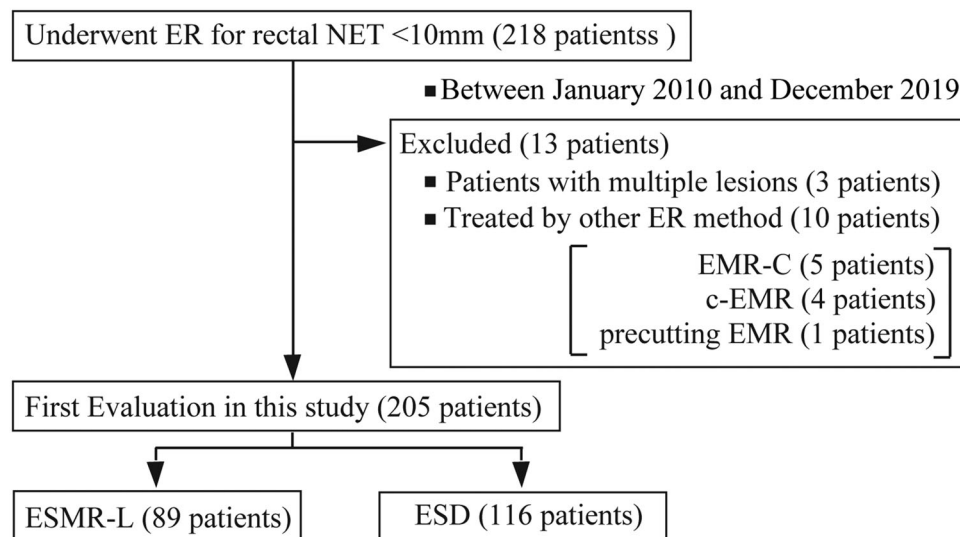 Underwent ER for rectal NET <10mm (218 patientss )
■ Between January 2010 and December 2019
Excluded (13 patients)
■ Patients with multiple lesions (3 patients)
■ Treated by other ER method (10 patients)
EMR-C (5 patients)
c-EMR (4 patients)
precutting EMR (1 patients)
First Evaluation in this study (205 patients)
ESMR-L (89 patients)
ESD (116 patients)